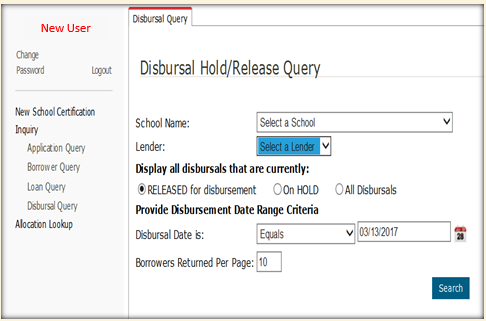 New User
Change
Password Logout
New School Certification
Inquiry
Application Query
Borrower Query
Loan Query
Disbursal Query
Allocation Lookup
Disbursal Query
Disbursal Hold/Release Query
School Name: Select a School
Lender: Select a Lender
Display all disbursals that are currently:
RELEASED for disbursement On HOLD All Disbursals
Provide Disbursement Date Range Criteria
Disbursal Date is: Equals 03/13/2017 28
Borrowers Returned Per Page: 10
Search